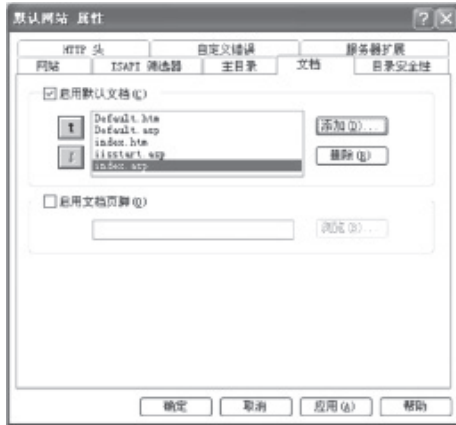 默认网站 属性
HTTP 头 自定义错误 服务器扩展
网站 ISAPI 筛选器 主目录 文档 目录安全性
启用默认文档(C)
Default.htm
Default.asp
index.htm
iisstart.asp
index.asp
添加(D)...
删除(R)
启用文档页脚(O)
浏览(B)...
确定 取消 应用(A) 帮助